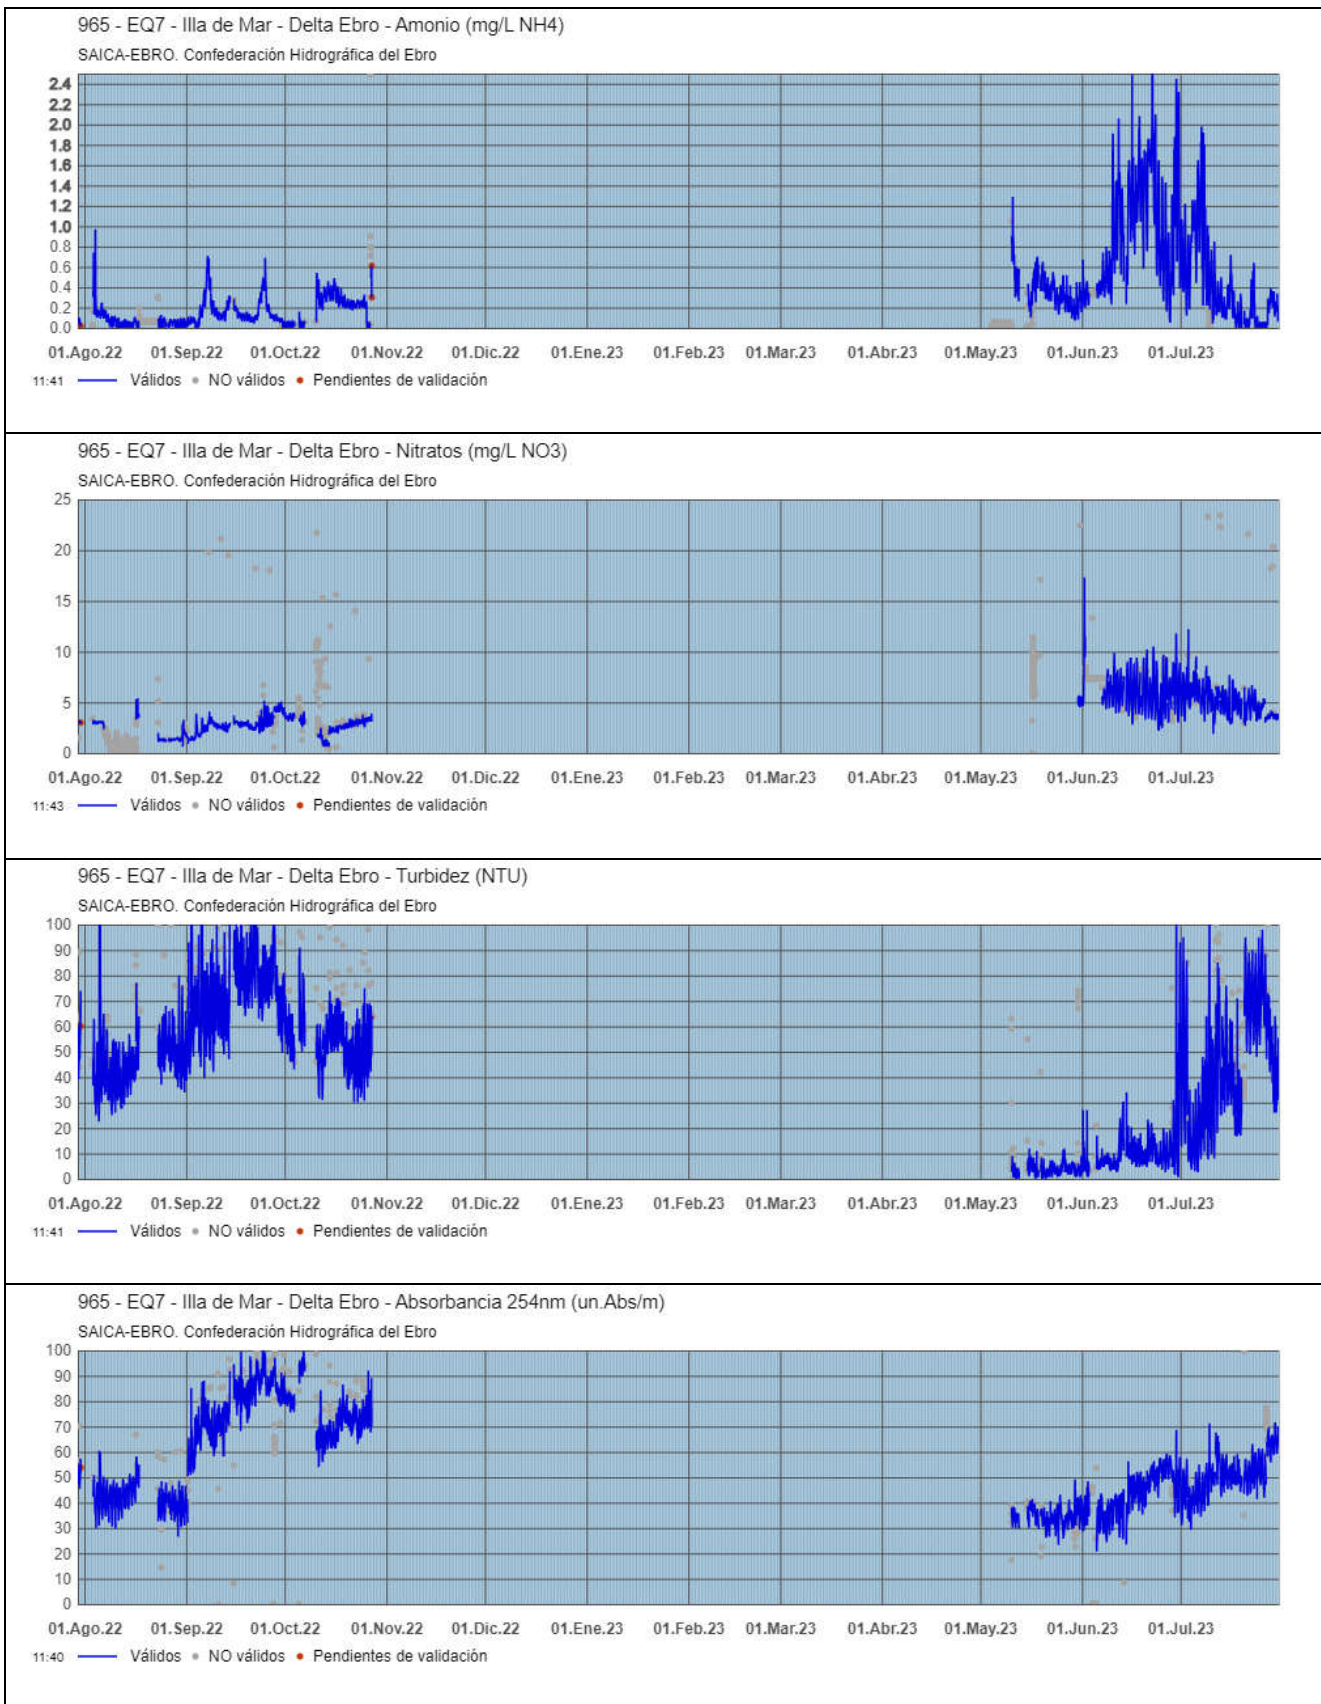 965 - EQ7 - Illa de Mar - Delta Ebro - Amonio (mg/L NH4)
SAICA-EBRO. Confederación Hidrográfica del Ebro
2.4
2.2
2.0
1.8
1.6
1.4
1.2
1.0
0.8
0.6
0.4
0.2
0.0
01.Ago.22 01.Sep.22 01.Oct.22 01.Nov.22 01.Dic.22 01.Ene.23 01.Feb.23 01.Mar.23 01.Abr.23 01.May.23 01.Jun.23 01.Jul.23
11:41 Válidos NO válidos Pendientes de validación
965 - EQ7 - Illa de Mar - Delta Ebro - Nitratos (mg/L NO3)
SAICA-EBRO. Confederación Hidrográfica del Ebro
25
20
15
10
5
0
01.Ago.22 01.Sep.22 01.Oct.22 01.Nov.22 01.Dic.22 01.Ene.23 01.Feb.23 01.Mar.23 01.Abr.23 01.May.23 01.Jun.23 01.Jul.23
11:43 Válidos NO válidos Pendientes de validación
965 - EQ7 - Illa de Mar - Delta Ebro - Turbidez (NTU)
SAICA-EBRO. Confederación Hidrográfica del Ebro
100
90
80
70
60
50
40
30
20
10
0
01.Ago.22 01.Sep.22 01.Oct.22 01.Nov.22 01.Dic.22 01.Ene.23 01.Feb.23 01.Mar.23 01.Abr.23 01.May.23 01.Jun.23 01.Jul.23
11:41 Válidos NO válidos Pendientes de validación
965 - EQ7 - Illa de Mar - Delta Ebro - Absorbancia 254nm (un.Abs/m)
SAICA-EBRO. Confederación Hidrográfica del Ebro
100
90
80
70
60
50
40
30
20
10
0
01.Ago.22 01.Sep.22 01.Oct.22 01.Nov.22 01.Dic.22 01.Ene.23 01.Feb.23 01.Mar.23 01.Abr.23 01.May.23 01.Jun.23 01.Jul.23
11:40 Válidos NO válidos Pendientes de validación